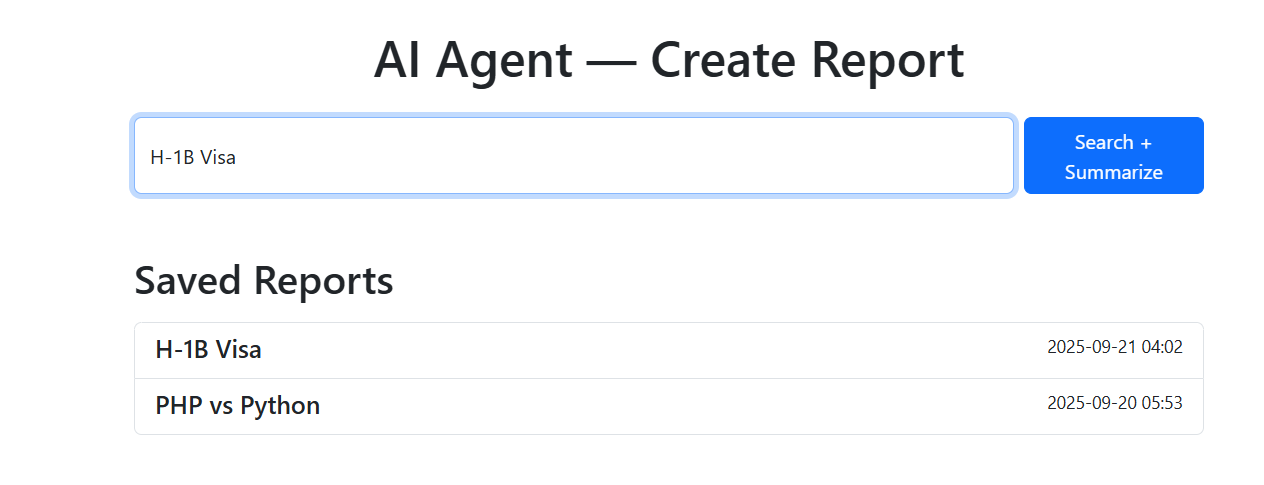 AI Agent — Create Report
H-1B Visa
Search +
Summarize
Saved Reports
H-1B Visa 2025-09-21 04:02
PHP vs Python 2025-09-20 05:53